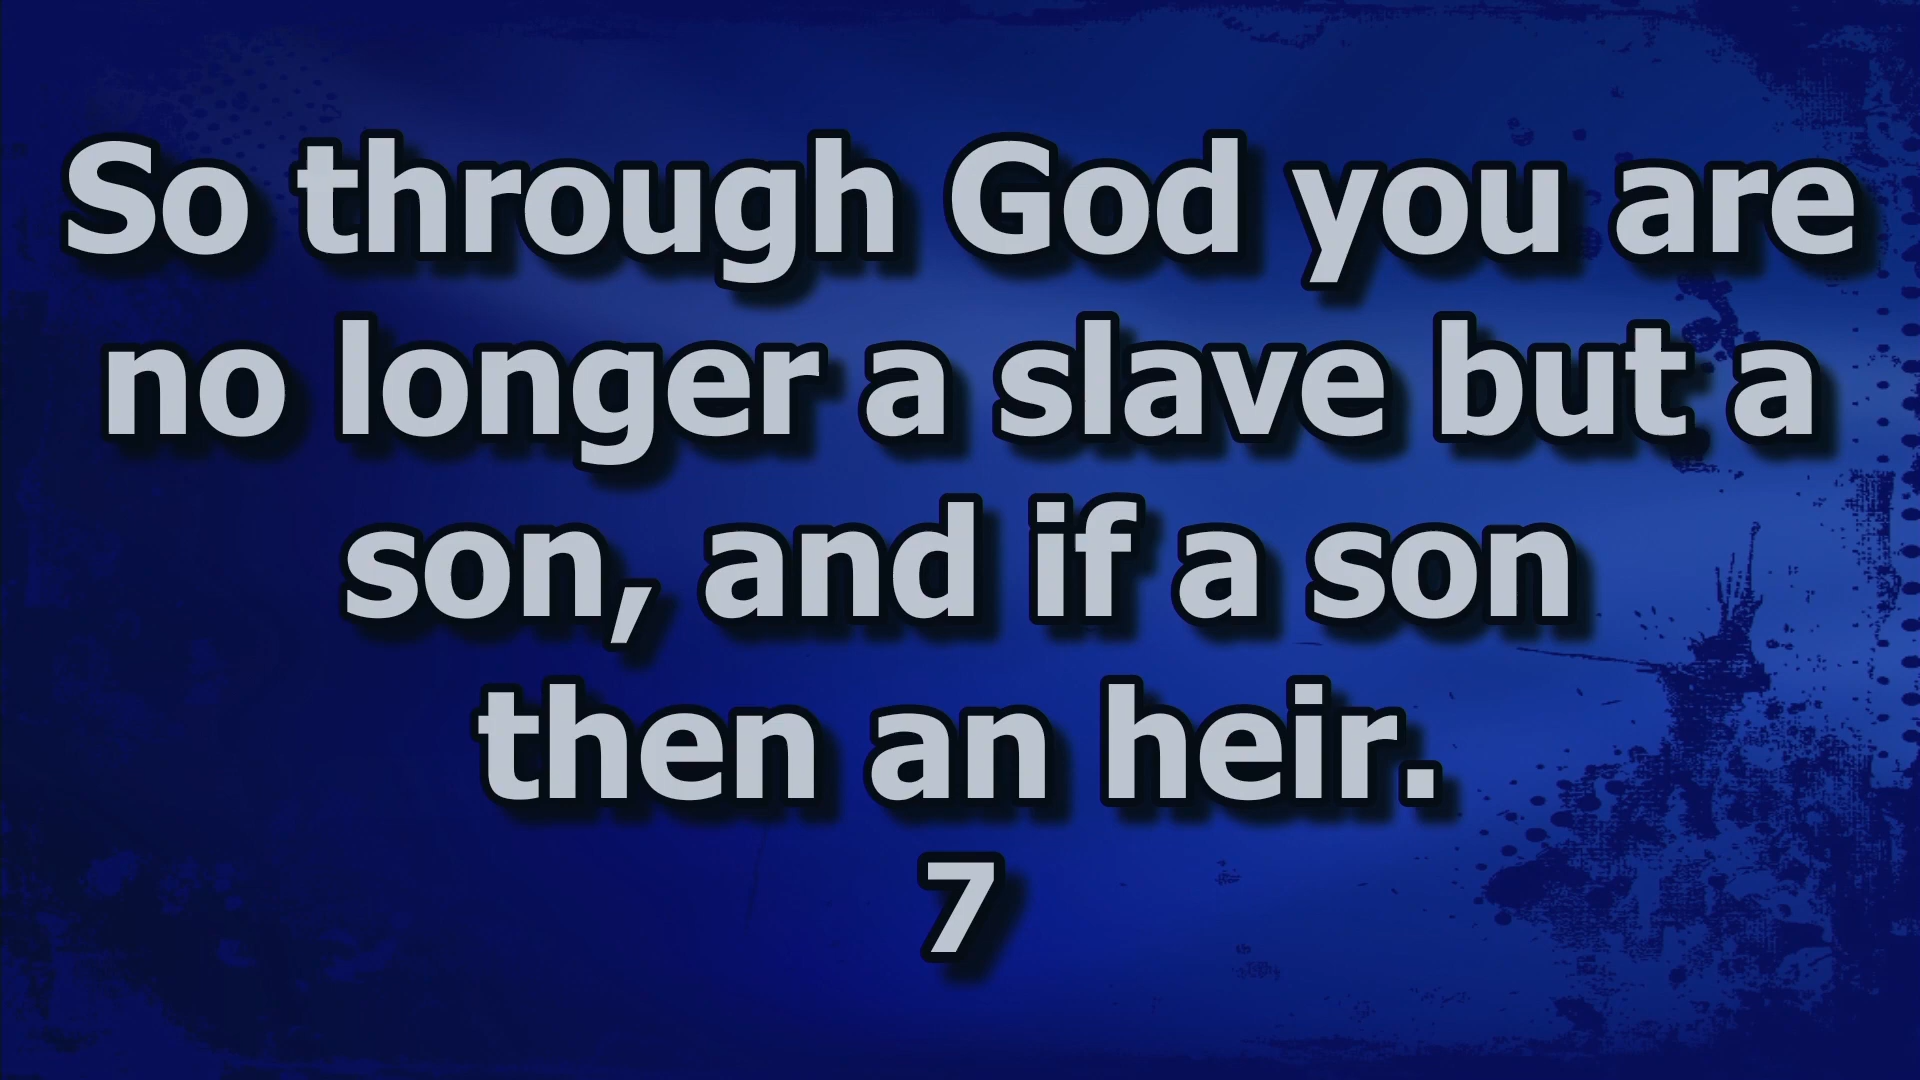 So through God you are
no longer a slave but a
son, and if a son
then an heir.
7